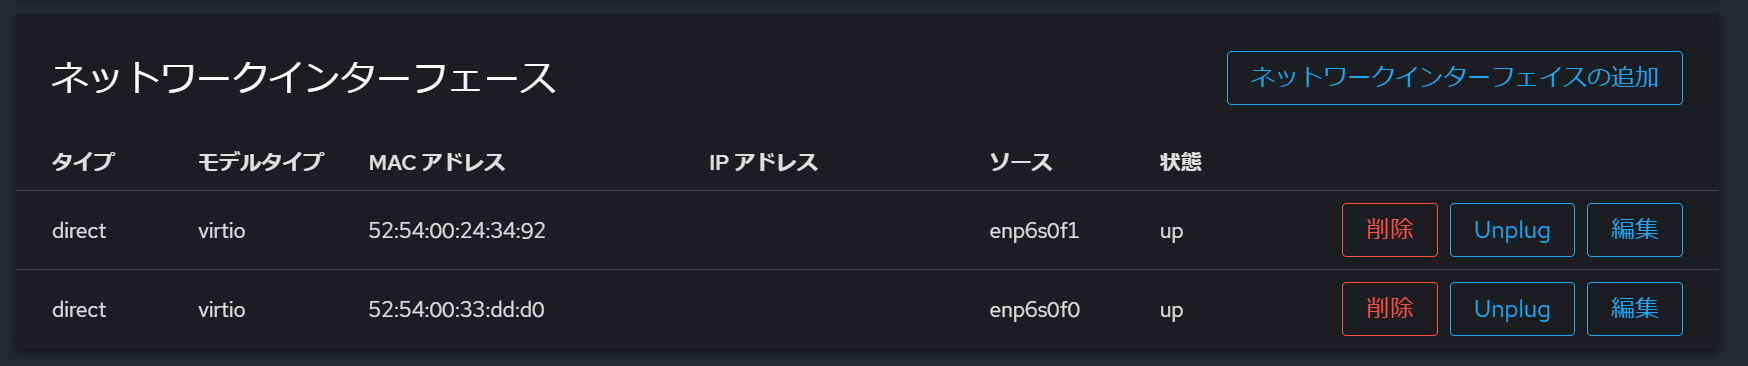 ネットワークインターフェース
ネットワークインターフェイスの追加
タイプ モデルタイプ MAC アドレス IP アドレス ソース 状態
direct virtio 52:54:00:24:34:92 enp6s0f1 up 削除 Unplug 編集
direct virtio 52:54:00:33:dd:d0 enp6s0f0 up 削除 Unplug 編集